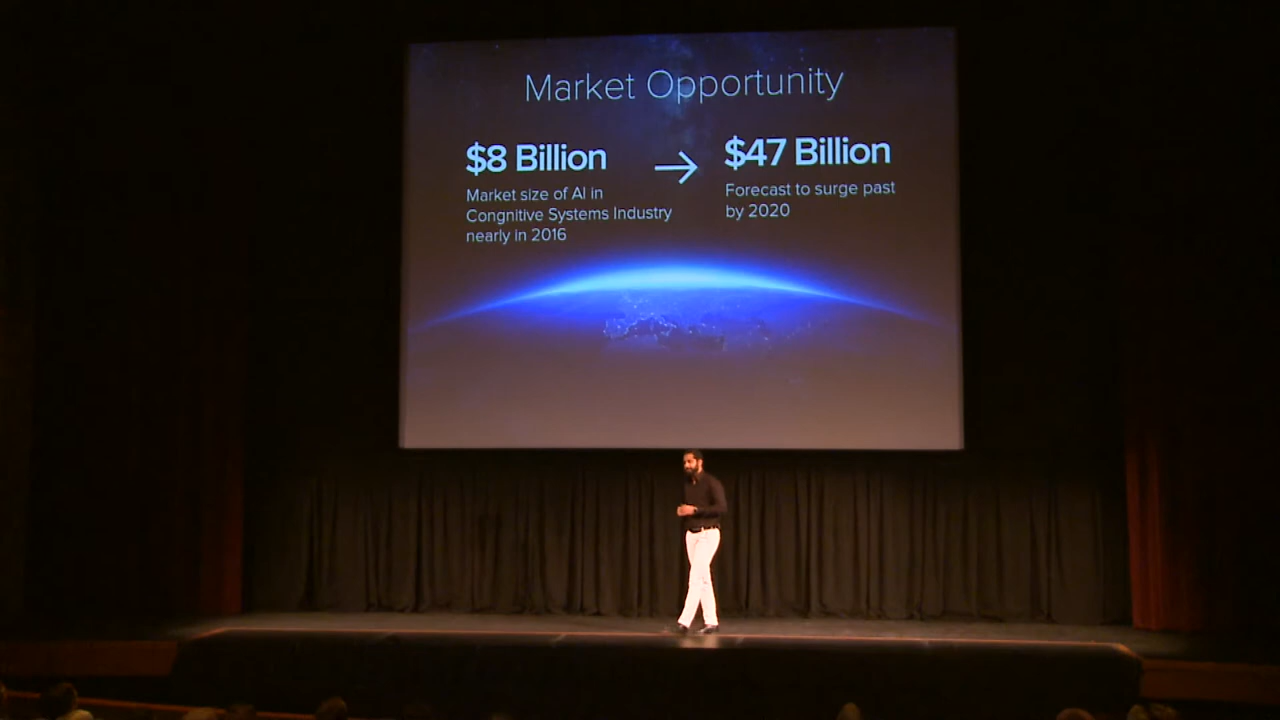 Market Opportunity
$8 Billion → $47 Billion
Market size of AI in
Congnitive Systems Industry
nearly in 2016
Forecast to surge past
by 2020